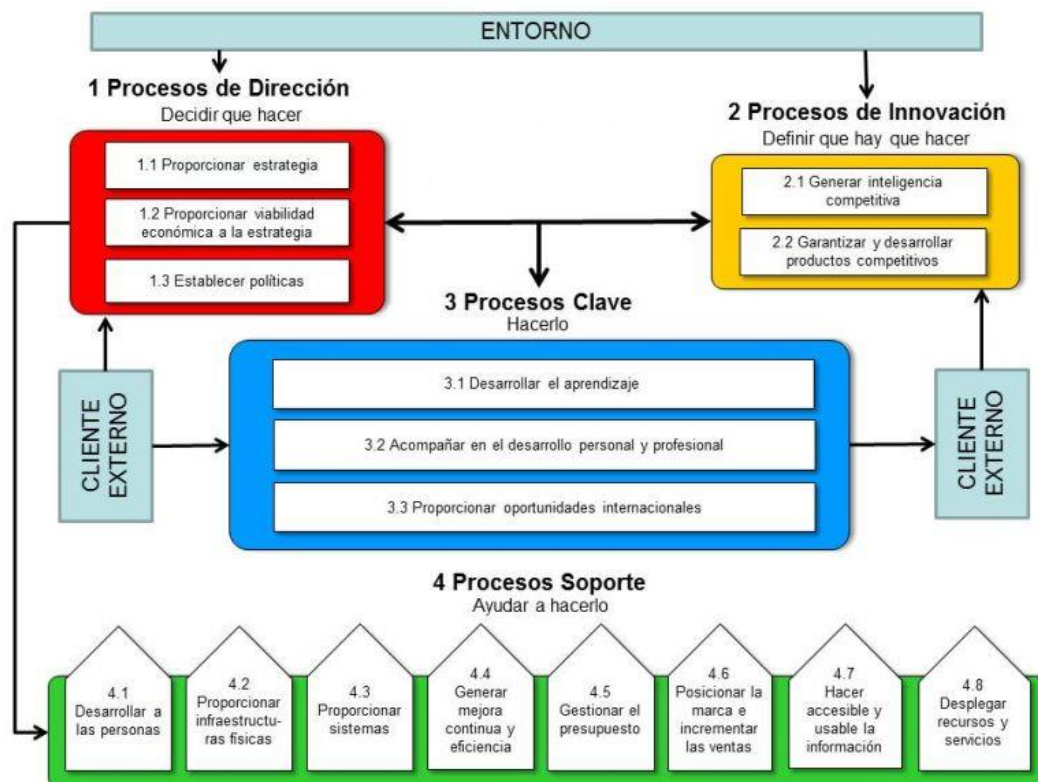 ENTORNO
1 Procesos de Dirección
Decidir que hacer
1.1 Proporcionar estrategia
1.2 Proporcionar viabilidad
económica a la estrategia
1.3 Establecer políticas
2 Procesos de Innovación
Definir que hay que hacer
2.1 Generar inteligencia
competitiva
2.2 Garantizar y desarrollar
productos competitivos
3 Procesos Clave
Hacerlo
3.1 Desarrollar el aprendizaje
3.2 Acompañar en el desarrollo personal y profesional
3.3 Proporcionar oportunidades internacionales
CLIENTE
EXTERNO
CLIENTE
EXTERNO
4 Procesos Soporte
Ayudar a hacerlo
4.1
Desarrollar a
las personas
4.2
Proporcionar
infraestructu-
ras físicas
4.3
Proporcionar
sistemas
4.4
Generar
mejora
continua y
eficiencia
4.5
Gestionar el
presupuesto
4.6
Posicionar la
marca e
incrementar
las ventas
4.7
Hacer
accesible y
usable la
información
4.8
Desplegar
recursos y
servicios